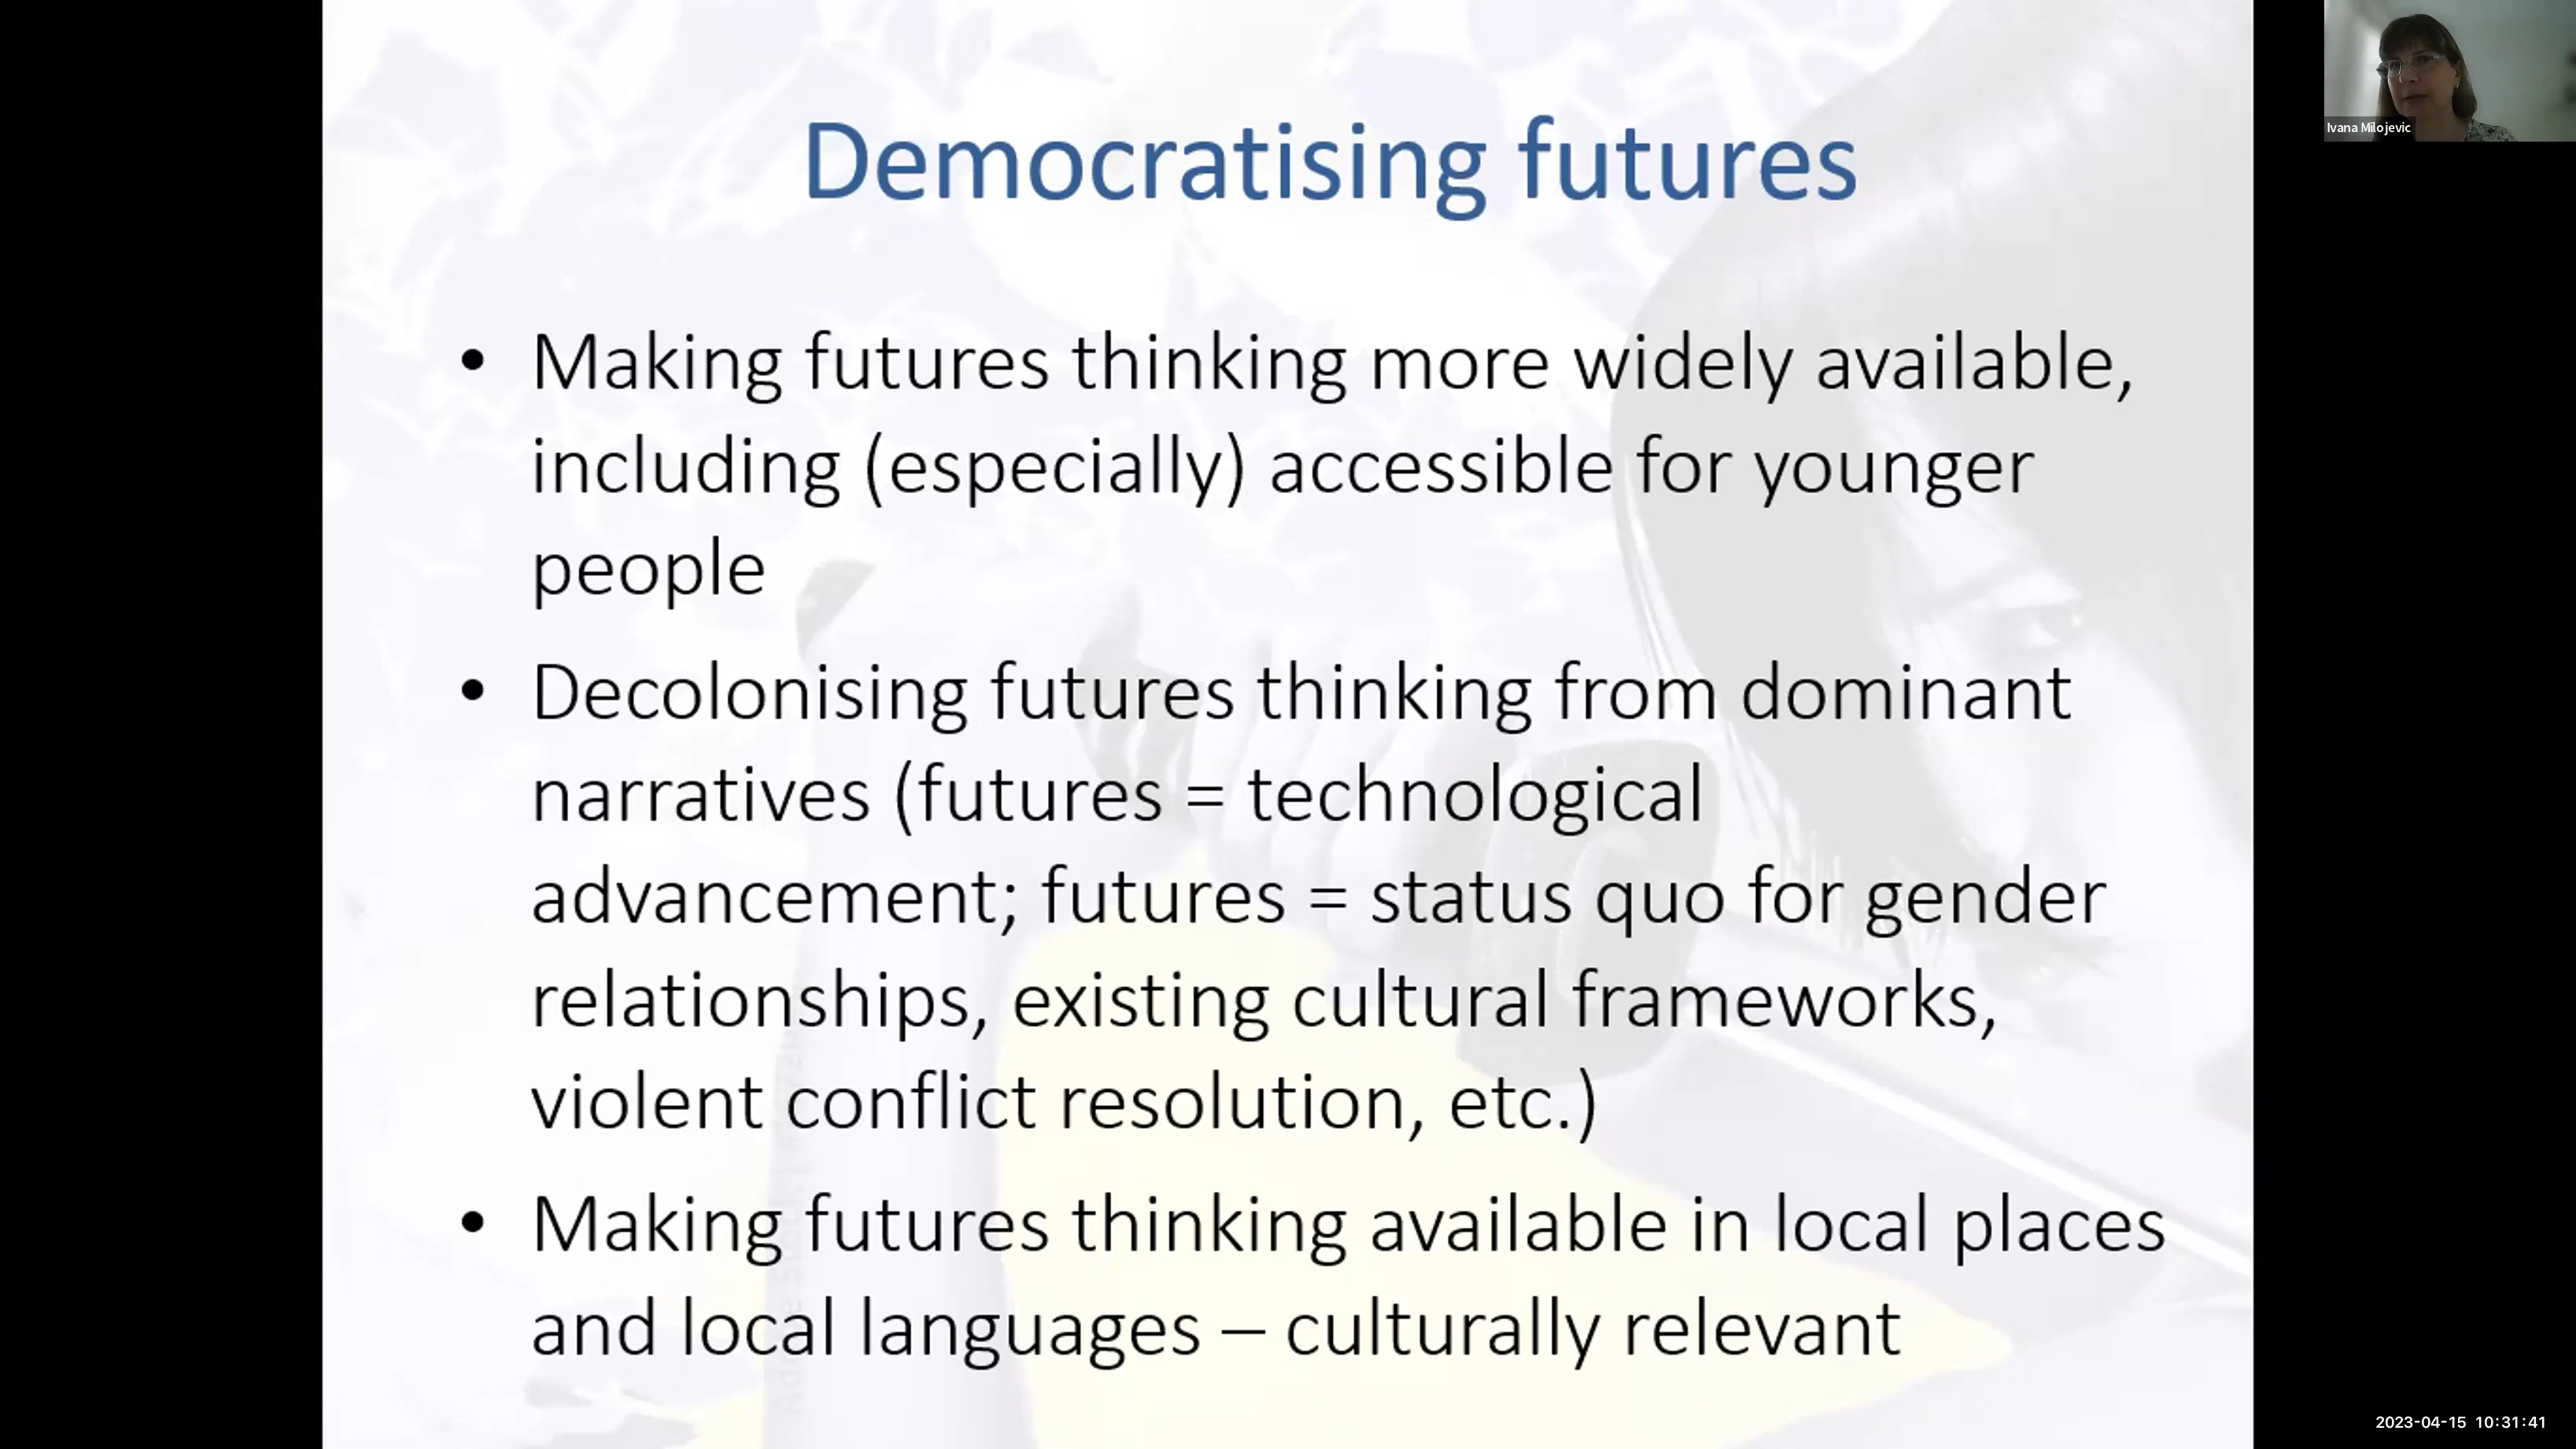 Democratising futures
Ivana Milojevic
• Making futures thinking more widely available,
including (especially) accessible for younger
people
• Decolonising futures thinking from dominant
narratives (futures = technological
advancement; futures = status quo for gender
relationships, existing cultural frameworks,
violent conflict resolution, etc.)
• Making futures thinking available in local places
and local languages – culturally relevant
2023-04-15 10:31:41